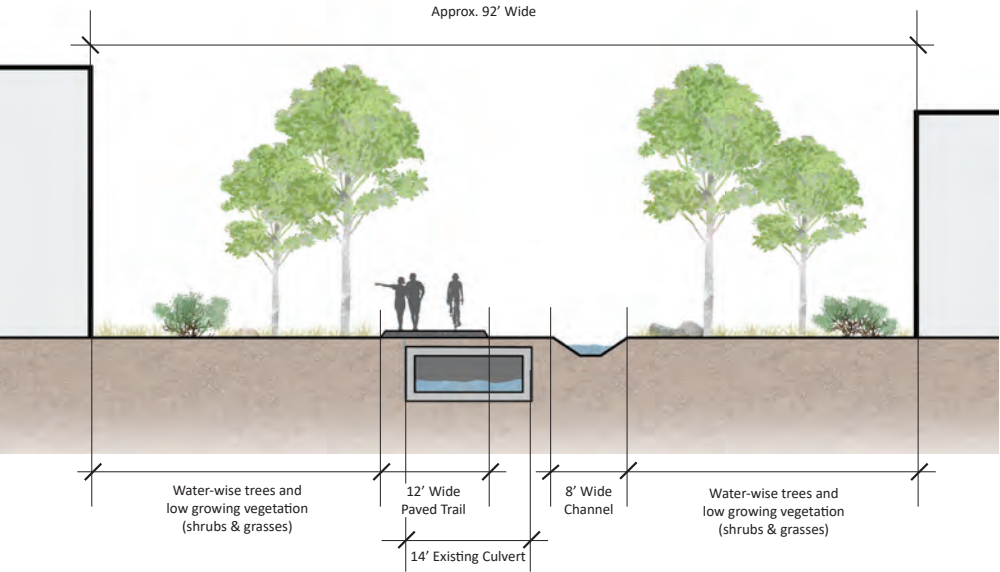 Approx. 92’ Wide
Water-wise trees and
low growing vegetation
(shrubs & grasses)
12’ Wide
Paved Trail
8’ Wide
Channel
Water-wise trees and
low growing vegetation
(shrubs & grasses)
14’ Existing Culvert